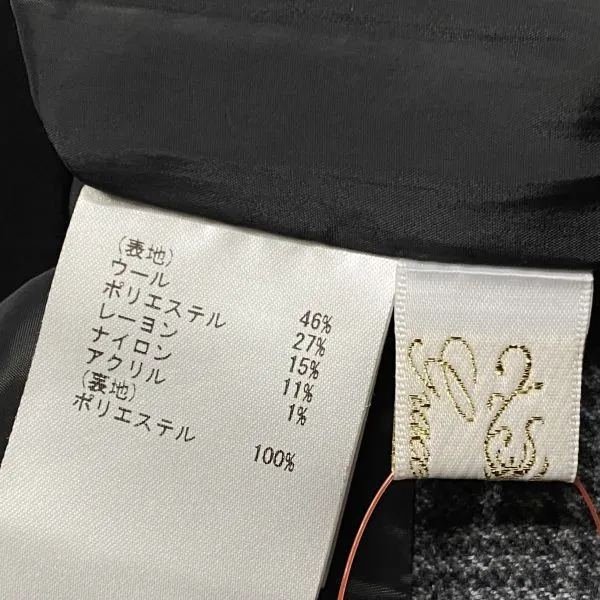 (表地)
ウール 46%
ポリエステル 27%
レーヨン 15%
ナイロン 11%
アクリル 1%
(裏地)
ポリエステル 100%